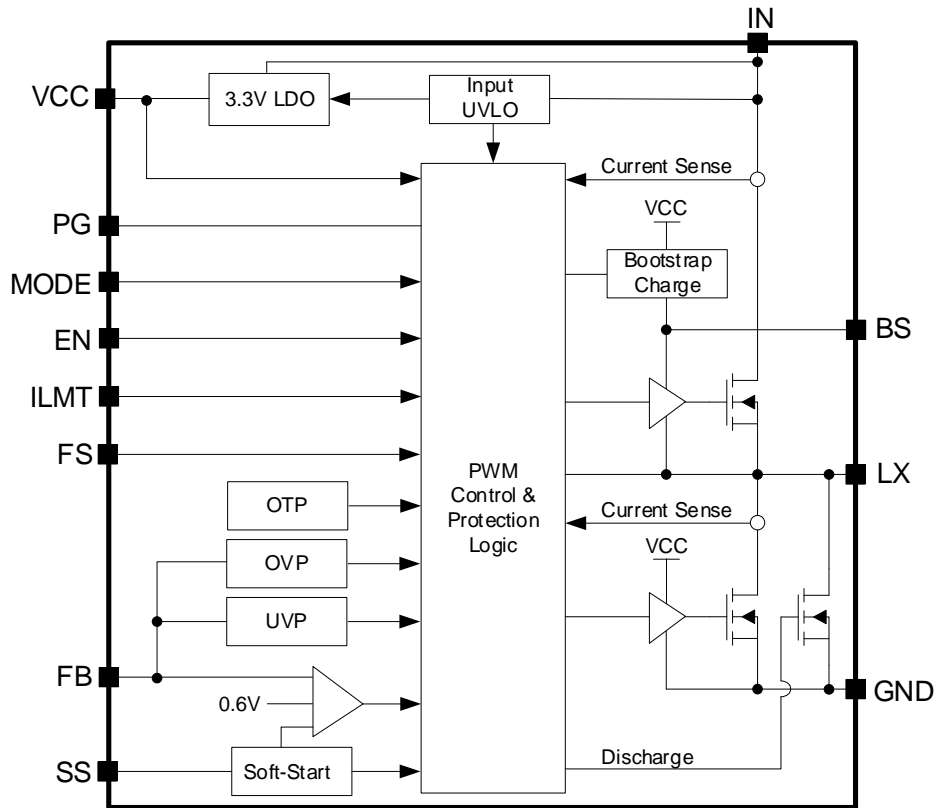 IN
VCC
3.3V LDO
Input
UVLO
Current Sense
VCC
PG
Bootstrap
Charge
MODE
BS
EN
ILMT
FS
LX
PWM
Control &
Protection
Logic
OTP
Current Sense
OVP
VCC
UVP
FB
0.6V
GND
Discharge
SS
Soft-Start